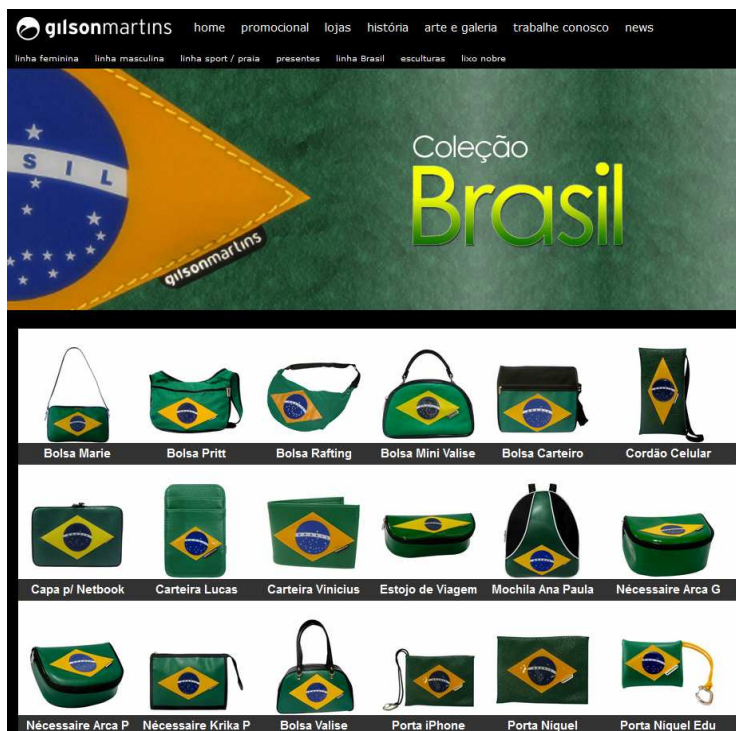 gilsonmartins home promocional lojas história arte e galeria trabalhe conosco news
linha feminina linha masculina linha sport / praia presentes linha Brasil esculturas lixo nobre
SIL
Coleção
Brasil
gilsonmartins
Bolsa Marie Bolsa Pritt Bolsa Rafting Bolsa Mini Valise Bolsa Carteiro Cordão Celular
Capa p/ Netbook Carteira Lucas Carteira Vinicius Estojo de Viagem Mochila Ana Paula Nécessaire Arca G
Nécessaire Arca P Nécessaire Krika P Bolsa Valise Porta iPhone Porta Níquel Porta Níquel Edu